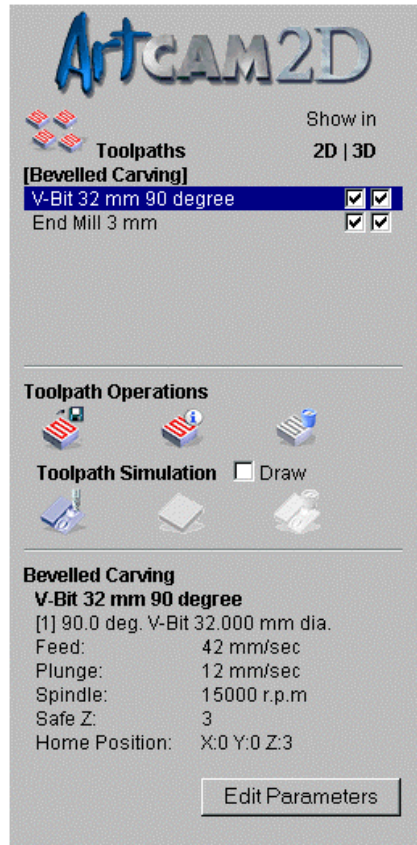 ArtCAM2D
Show in
Toolpaths 2D | 3D
[Bevelled Carving]
V-Bit 32 mm 90 degree
End Mill 3 mm
Toolpath Operations
Toolpath Simulation Draw
Bevelled Carving
V-Bit 32 mm 90 degree
[1] 90.0 deg. V-Bit 32.000 mm dia.
Feed: 42 mm/sec
Plunge: 12 mm/sec
Spindle: 15000 r.p.m
Safe Z: 3
Home Position: X:0 Y:0 Z:3
Edit Parameters